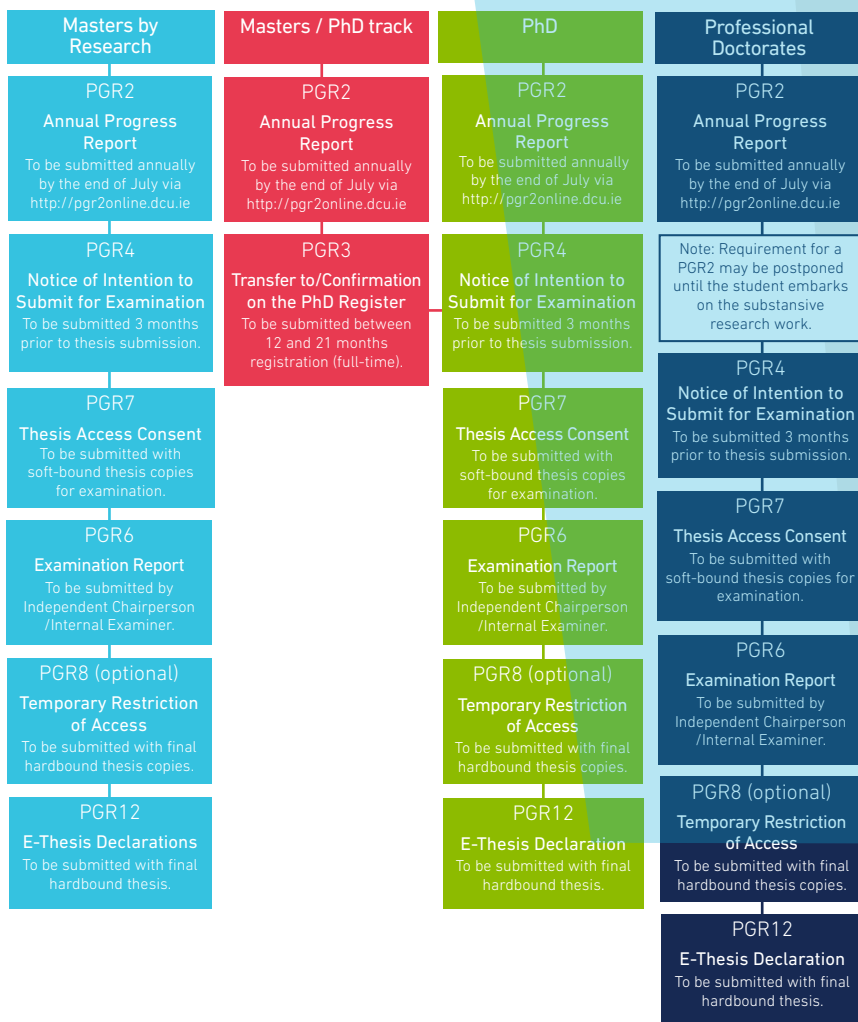 Masters by
Research
PGR2
Annual Progress
Report
To be submitted annually
by the end of July via
http://pgr2online.dcu.ie
PGR4
Notice of Intention to
Submit for Examination
To be submitted 3 months
prior to thesis submission.
PGR7
Thesis Access Consent
To be submitted with
soft-bound thesis copies
for examination.
PGR6
Examination Report
To be submitted by
Independent Chairperson
/Internal Examiner.
PGR8 (optional)
Temporary Restriction
of Access
To be submitted with final
hardbound thesis copies.
PGR12
E-Thesis Declarations
To be submitted with final
hardbound thesis.
Masters / PhD track
PGR2
Annual Progress
Report
To be submitted annually
by the end of July via
http://pgr2online.dcu.ie
PGR3
Transfer to/Confirmation
on the PhD Register
To be submitted between
12 and 21 months
registration (full-time).
PhD
PGR2
Annual Progress
Report
To be submitted annually
by the end of July via
http://pgr2online.dcu.ie
PGR4
Notice of Intention to
Submit for Examination
To be submitted 3 months
prior to thesis submission.
PGR7
Thesis Access Consent
To be submitted with
soft-bound thesis copies
for examination.
PGR6
Examination Report
To be submitted by
Independent Chairperson
/Internal Examiner.
PGR8 (optional)
Temporary Restriction
of Access
To be submitted with final
hardbound thesis copies.
PGR12
E-Thesis Declaration
To be submitted with final
hardbound thesis.
Professional
Doctorates
PGR2
Annual Progress
Report
To be submitted annually
by the end of July via
http://pgr2online.dcu.ie
Note: Requirement for a
PGR2 may be postponed
until the student embarks
on the substansive
research work.
PGR4
Notice of Intention to
Submit for Examination
To be submitted 3 months
prior to thesis submission.
PGR7
Thesis Access Consent
To be submitted with
soft-bound thesis copies for
examination.
PGR6
Examination Report
To be submitted by
Independent Chairperson
/Internal Examiner.
PGR8 (optional)
Temporary Restriction
of Access
To be submitted with final
hardbound thesis copies.
PGR12
E-Thesis Declaration
To be submitted with final
hardbound thesis.